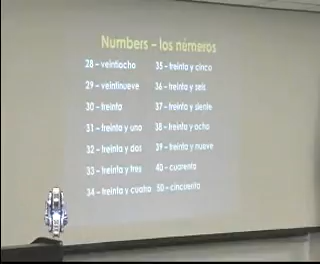 Numbers – los números
28 – veintiocho
29 – veintinueve
30 – treinta
31 – treinta y uno
32 – treinta y dos
33 – treinta y tres
34 – treinta y cuatro
35 – treinta y cinco
36 – treinta y seis
37 – treinta y siente
38 – treinta y ocho
39 – treinta y nueve
40 – cuarenta
50 – cincuenta